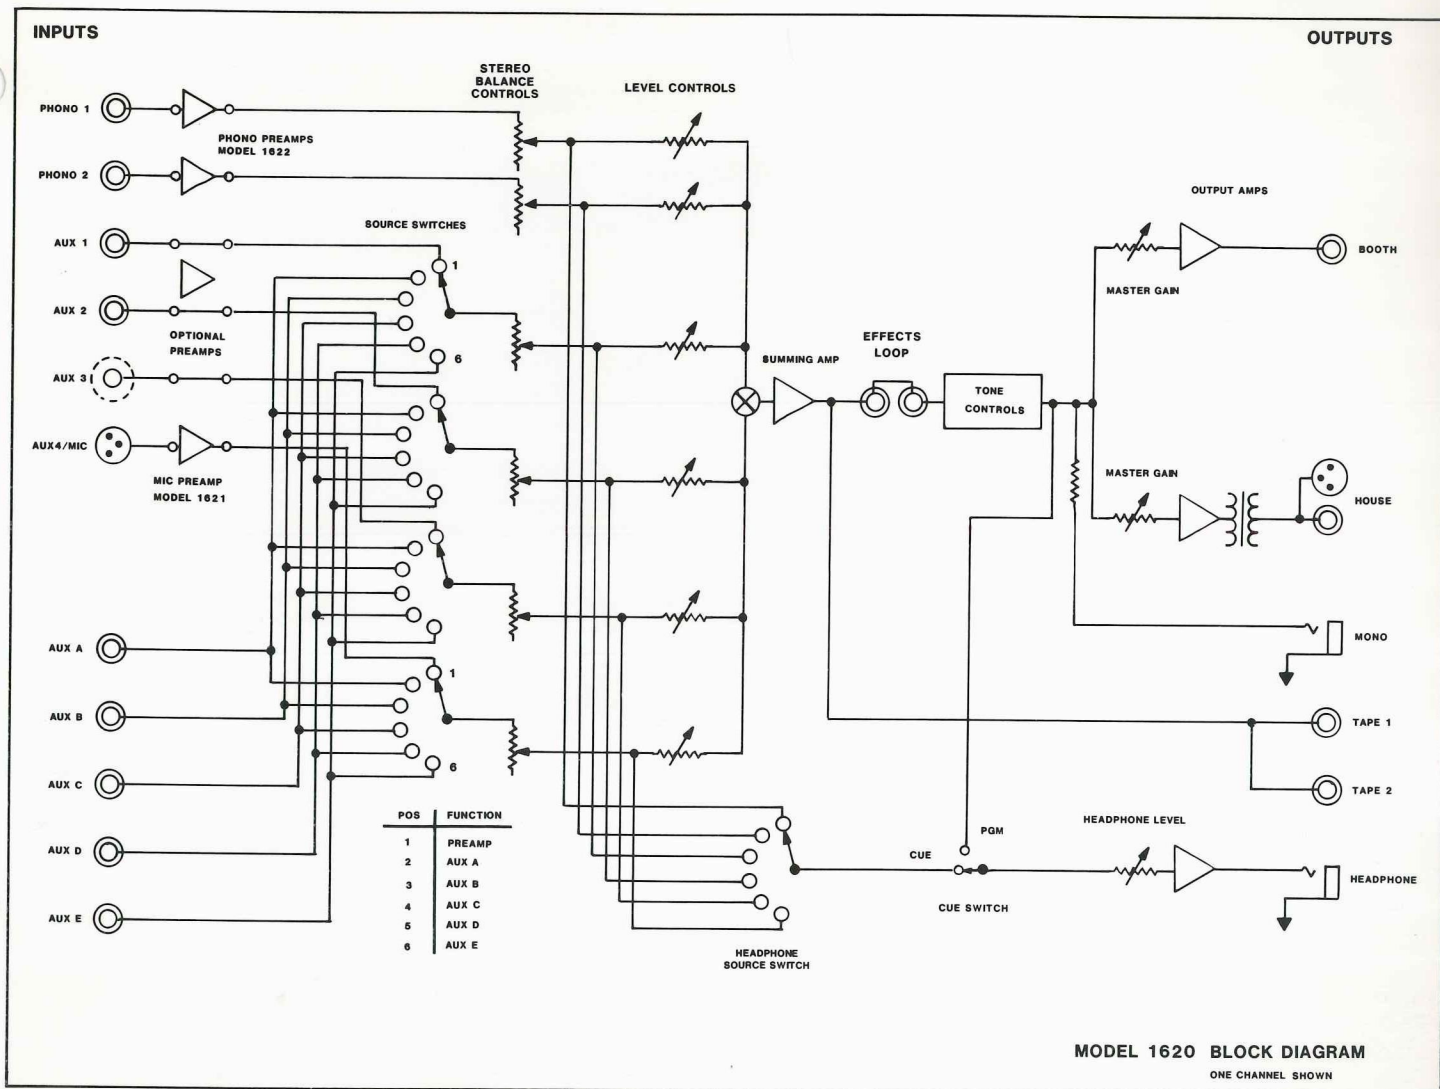 INPUTS
OUTPUTS
STEREO
BALANCE
CONTROLS
LEVEL CONTROLS
PHONO 1
PHONO PREAMPS
MODEL 1622
PHONO 2
OUTPUT AMPS
SOURCE SWITCHES
AUX 1
1
BOOTH
MASTER GAIN
AUX 2
OPTIONAL
PREAMPS
6
EFFECTS
LOOP
SUMMING AMP
AUX 3
TONE
CONTROLS
AUX4/MIC
MIC PREAMP
MODEL 1621
MASTER GAIN
HOUSE
MONO
AUX A
1
AUX B
TAPE 1
6
AUX C
TAPE 2
POS FUNCTION
1 PREAMP
2 AUX A
3 AUX B
4 AUX C
5 AUX D
6 AUX E
HEADPHONE LEVEL
PGM
CUE
AUX D
HEADPHONE
CUE SWITCH
AUX E
HEADPHONE
SOURCE SWITCH
MODEL 1620 BLOCK DIAGRAM
ONE CHANNEL SHOWN